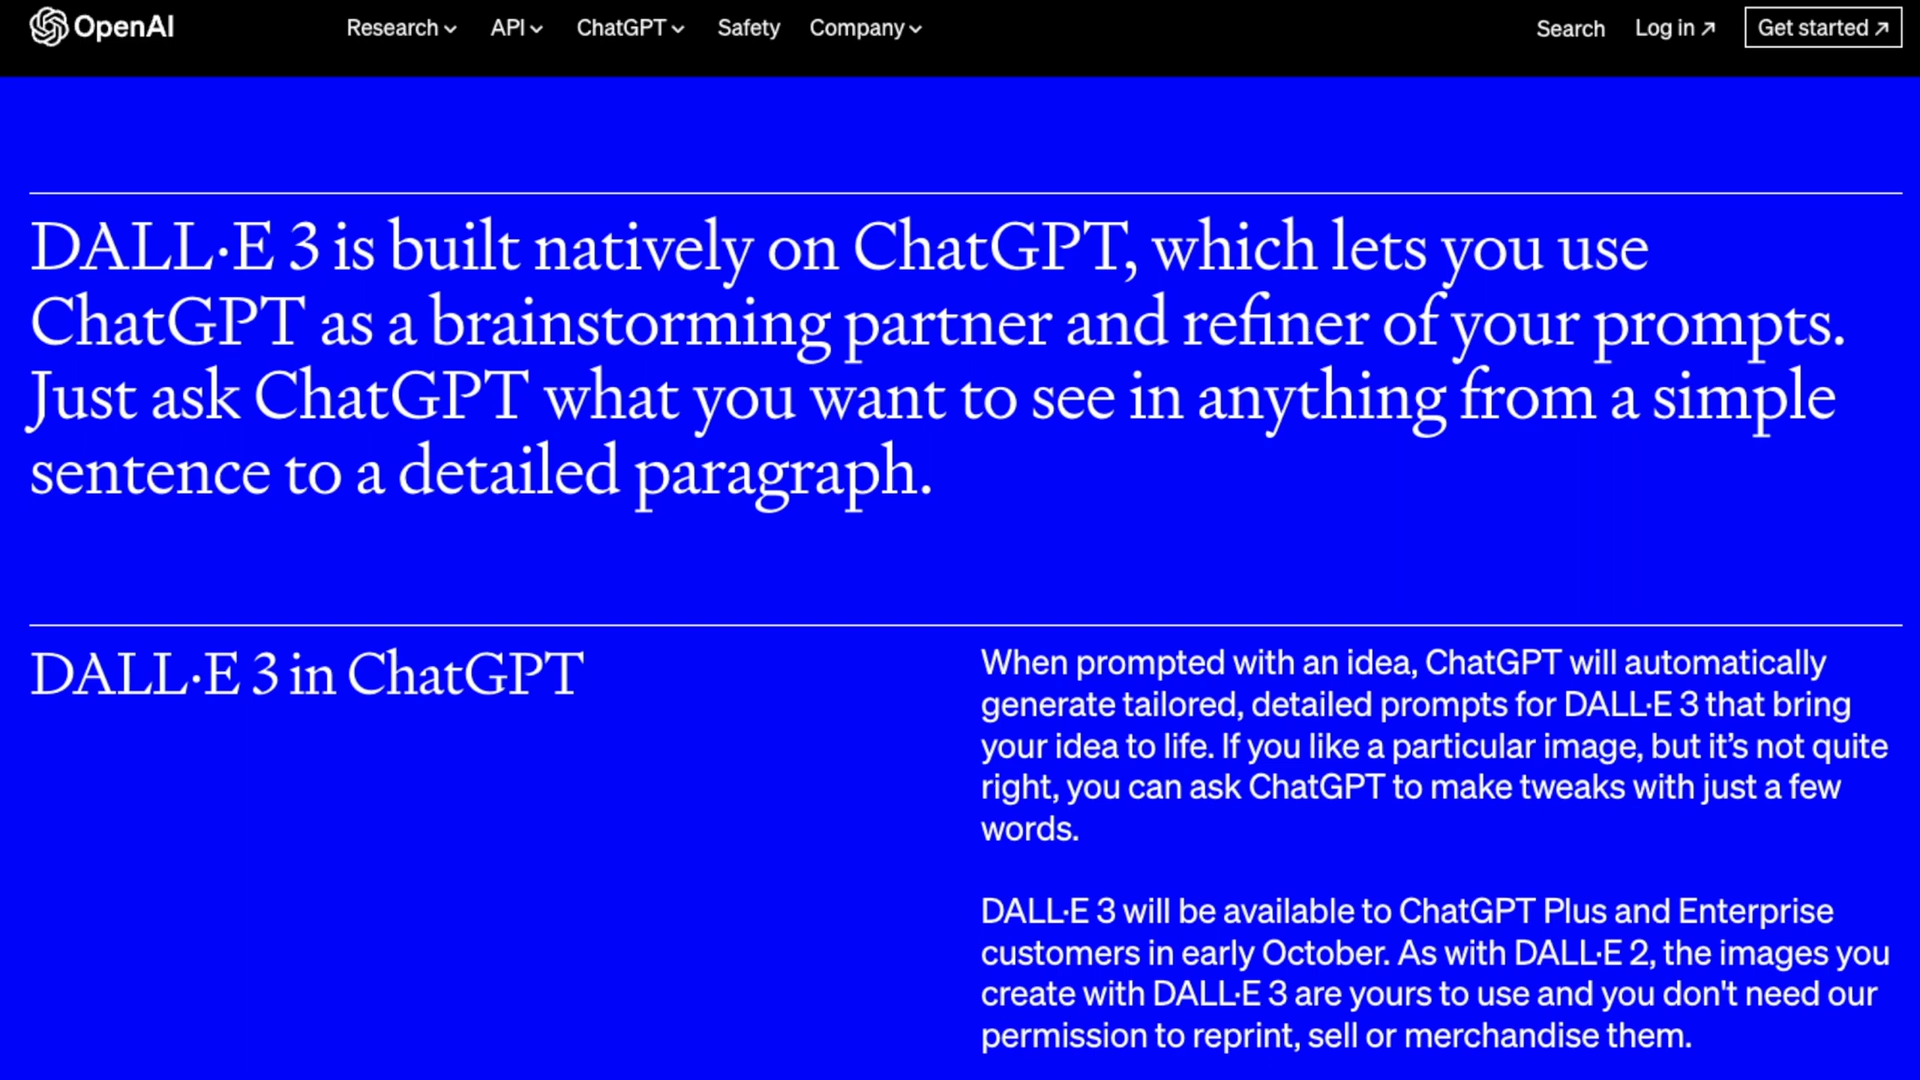 OpenAI
Research
API
ChatGPT
Safety
Company
Search
Log in ↗
Get started ↗
DALL·E 3 is built natively on ChatGPT, which lets you use
ChatGPT as a brainstorming partner and refiner of your prompts.
Just ask ChatGPT what you want to see in anything from a simple
sentence to a detailed paragraph.
DALL·E 3 in ChatGPT
When prompted with an idea, ChatGPT will automatically
generate tailored, detailed prompts for DALL·E 3 that bring
your idea to life. If you like a particular image, but it’s not quite
right, you can ask ChatGPT to make tweaks with just a few
words.
DALL·E 3 will be available to ChatGPT Plus and Enterprise
customers in early October. As with DALL·E 2, the images you
create with DALL·E 3 are yours to use and you don't need our
permission to reprint, sell or merchandise them.